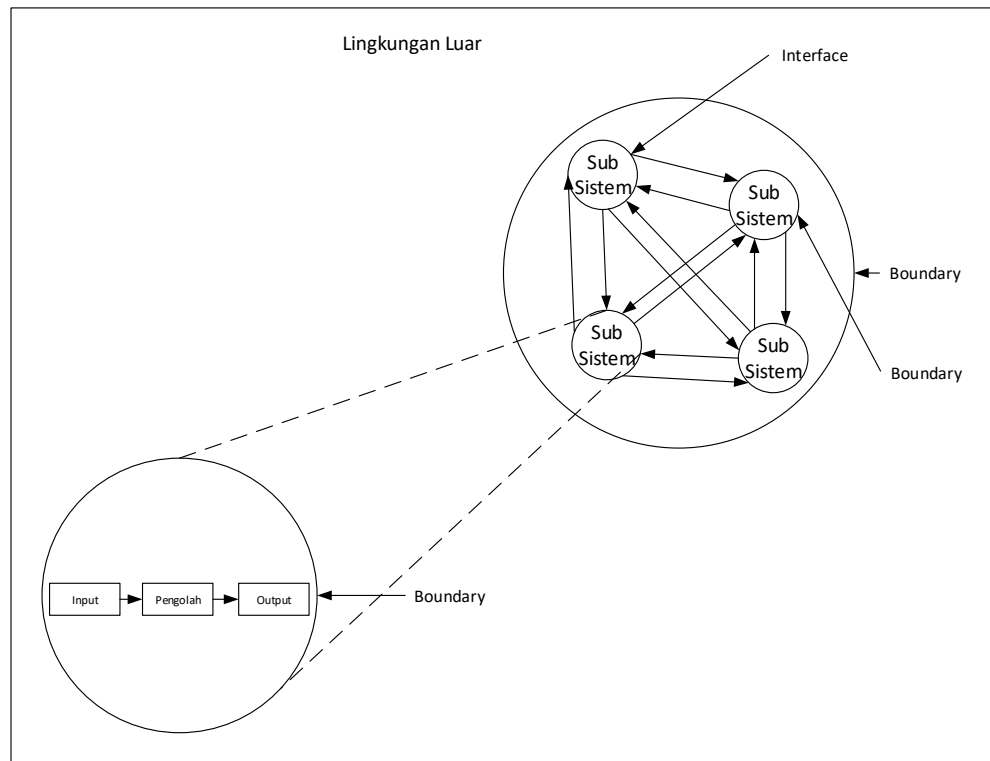 Lingkungan Luar
Interface
Sub
Sistem
Sub
Sistem
Boundary
Sub
Sistem
Sub
Sistem
Boundary
Input
Pengolah
Output
Boundary